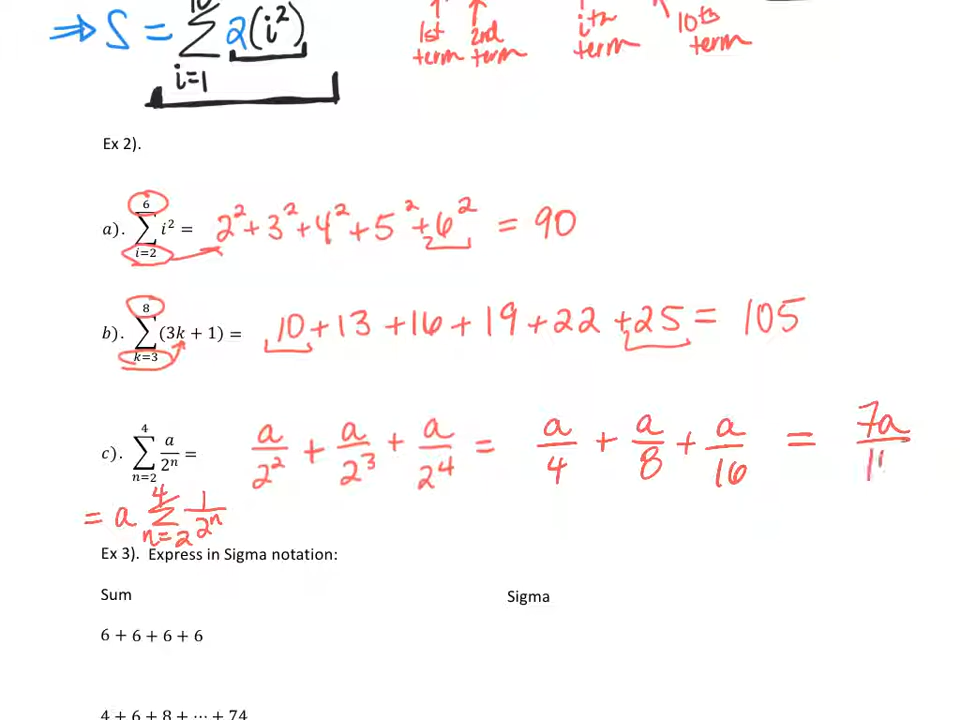 ⇒ S = ∑_{i=1}^{10} 2(i²)
1st term 2nd term ith term 10th term
Ex 2).
a). ∑_{i=2}^{6} i² = 2² + 3² + 4² + 5² + 6² = 90
b). ∑_{k=3}^{8} (3k + 1) = 10 + 13 + 16 + 19 + 22 + 25 = 105
c). ∑_{n=2}^{4} a/2ⁿ = a/2² + a/2³ + a/2⁴ = a/4 + a/8 + a/16 = 7a/
= a ∑_{n=2}^{4} 1/2ⁿ
Ex 3). Express in Sigma notation:
Sum Sigma
6 + 6 + 6 + 6
4 + 6 + 8 + ⋯ + 74